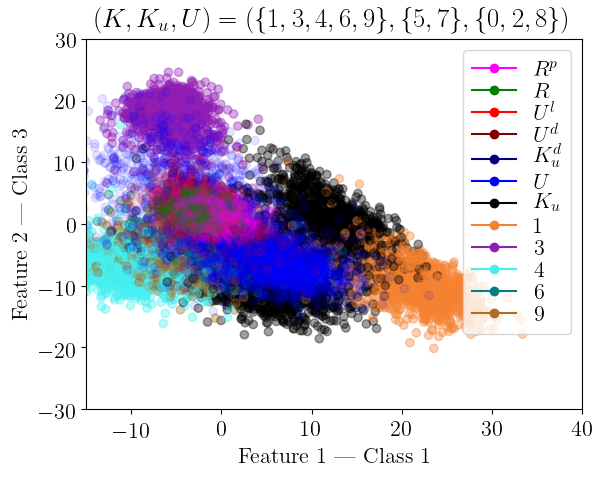 (K, K_u, U) = ({1, 3, 4, 6, 9}, {5, 7}, {0, 2, 8})
30
20
10
0
−10
−20
−30
Feature 2 — Class 3
−10
0
10
20
30
40
Feature 1 — Class 1
R^p
R
U^l
U^d
K_u^d
U
K_u
1
3
4
6
9